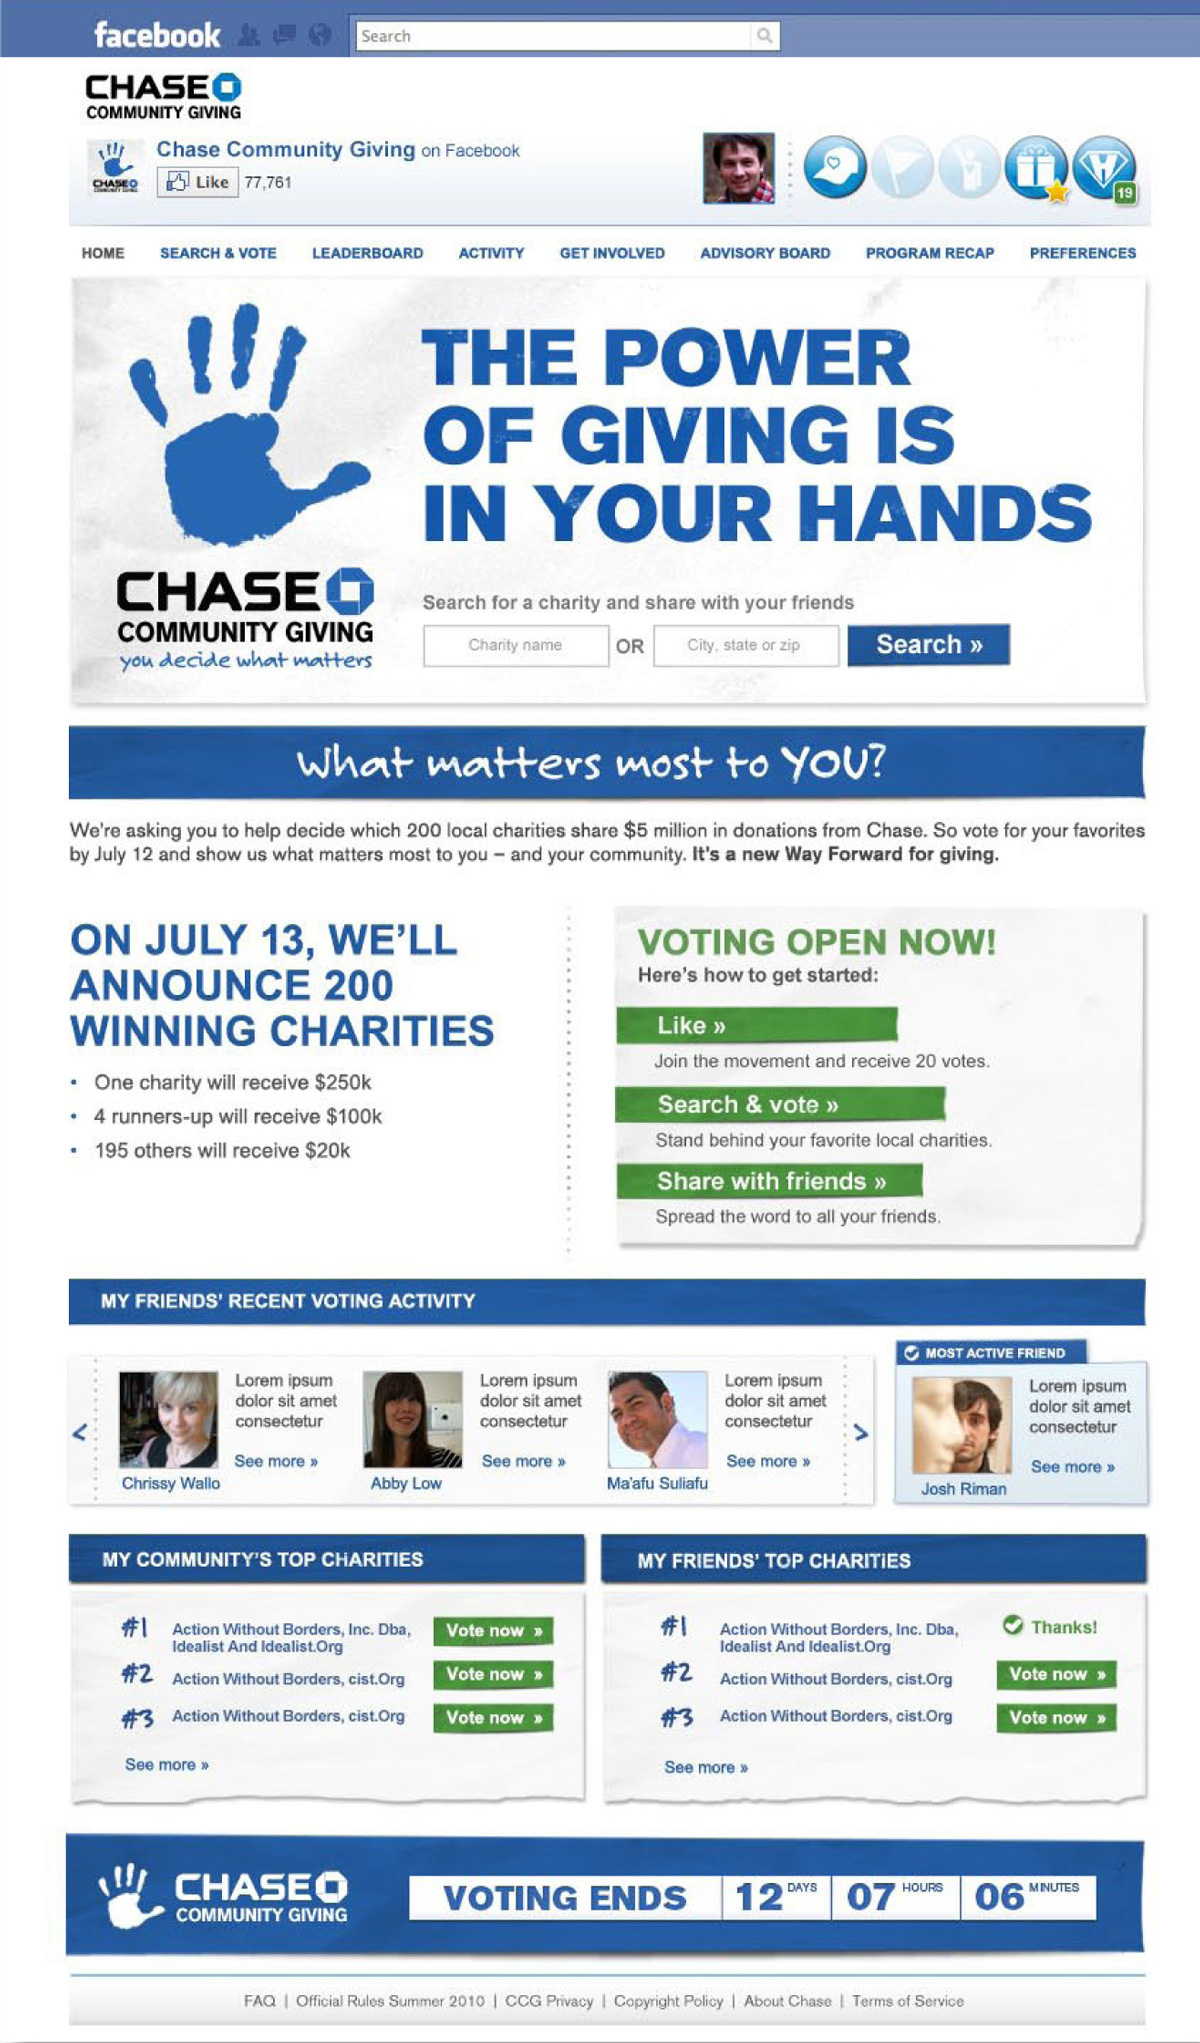 facebook
Search
CHASE
COMMUNITY GIVING
Chase Community Giving on Facebook
CHASE
Like 77,761
19
HOME SEARCH & VOTE LEADERBOARD ACTIVITY GET INVOLVED ADVISORY BOARD PROGRAM RECAP PREFERENCES
THE POWER
OF GIVING IS
IN YOUR HANDS
CHASE
COMMUNITY GIVING
you decide what matters
Search for a charity and share with your friends
Charity name OR City, state or zip Search »
What matters most to YOU?
We're asking you to help decide which 200 local charities share $5 million in donations from Chase. So vote for your favorites
by July 12 and show us what matters most to you – and your community. It's a new Way Forward for giving.
ON JULY 13, WE'LL
ANNOUNCE 200
WINNING CHARITIES
• One charity will receive $250k
• 4 runners-up will receive $100k
• 195 others will receive $20k
VOTING OPEN NOW!
Here's how to get started:
Like »
Join the movement and receive 20 votes.
Search & vote »
Stand behind your favorite local charities.
Share with friends »
Spread the word to all your friends.
MY FRIENDS' RECENT VOTING ACTIVITY
<
Lorem ipsum
dolor sit amet
consectetur
See more »
Chrissy Wallo
Lorem ipsum
dolor sit amet
consectetur
See more »
Abby Low
Lorem ipsum
dolor sit amet
consectetur
See more »
Ma'afu Suliafu
>
MOST ACTIVE FRIEND
Lorem ipsum
dolor sit amet
consectetur
See more »
Josh Riman
MY COMMUNITY'S TOP CHARITIES
#1 Action Without Borders, Inc. Dba,
Idealist And Idealist.Org
Vote now »
#2 Action Without Borders, cist.Org Vote now »
#3 Action Without Borders, cist.Org Vote now »
See more »
MY FRIENDS' TOP CHARITIES
#1 Action Without Borders, Inc. Dba,
Idealist And Idealist.Org
Thanks!
#2 Action Without Borders, cist.Org Vote now »
#3 Action Without Borders, cist.Org Vote now »
See more »
CHASE
COMMUNITY GIVING
VOTING ENDS 12 DAYS 07 HOURS 06 MINUTES
FAQ | Official Rules Summer 2010 | CCG Privacy | Copyright Policy | About Chase | Terms of Service